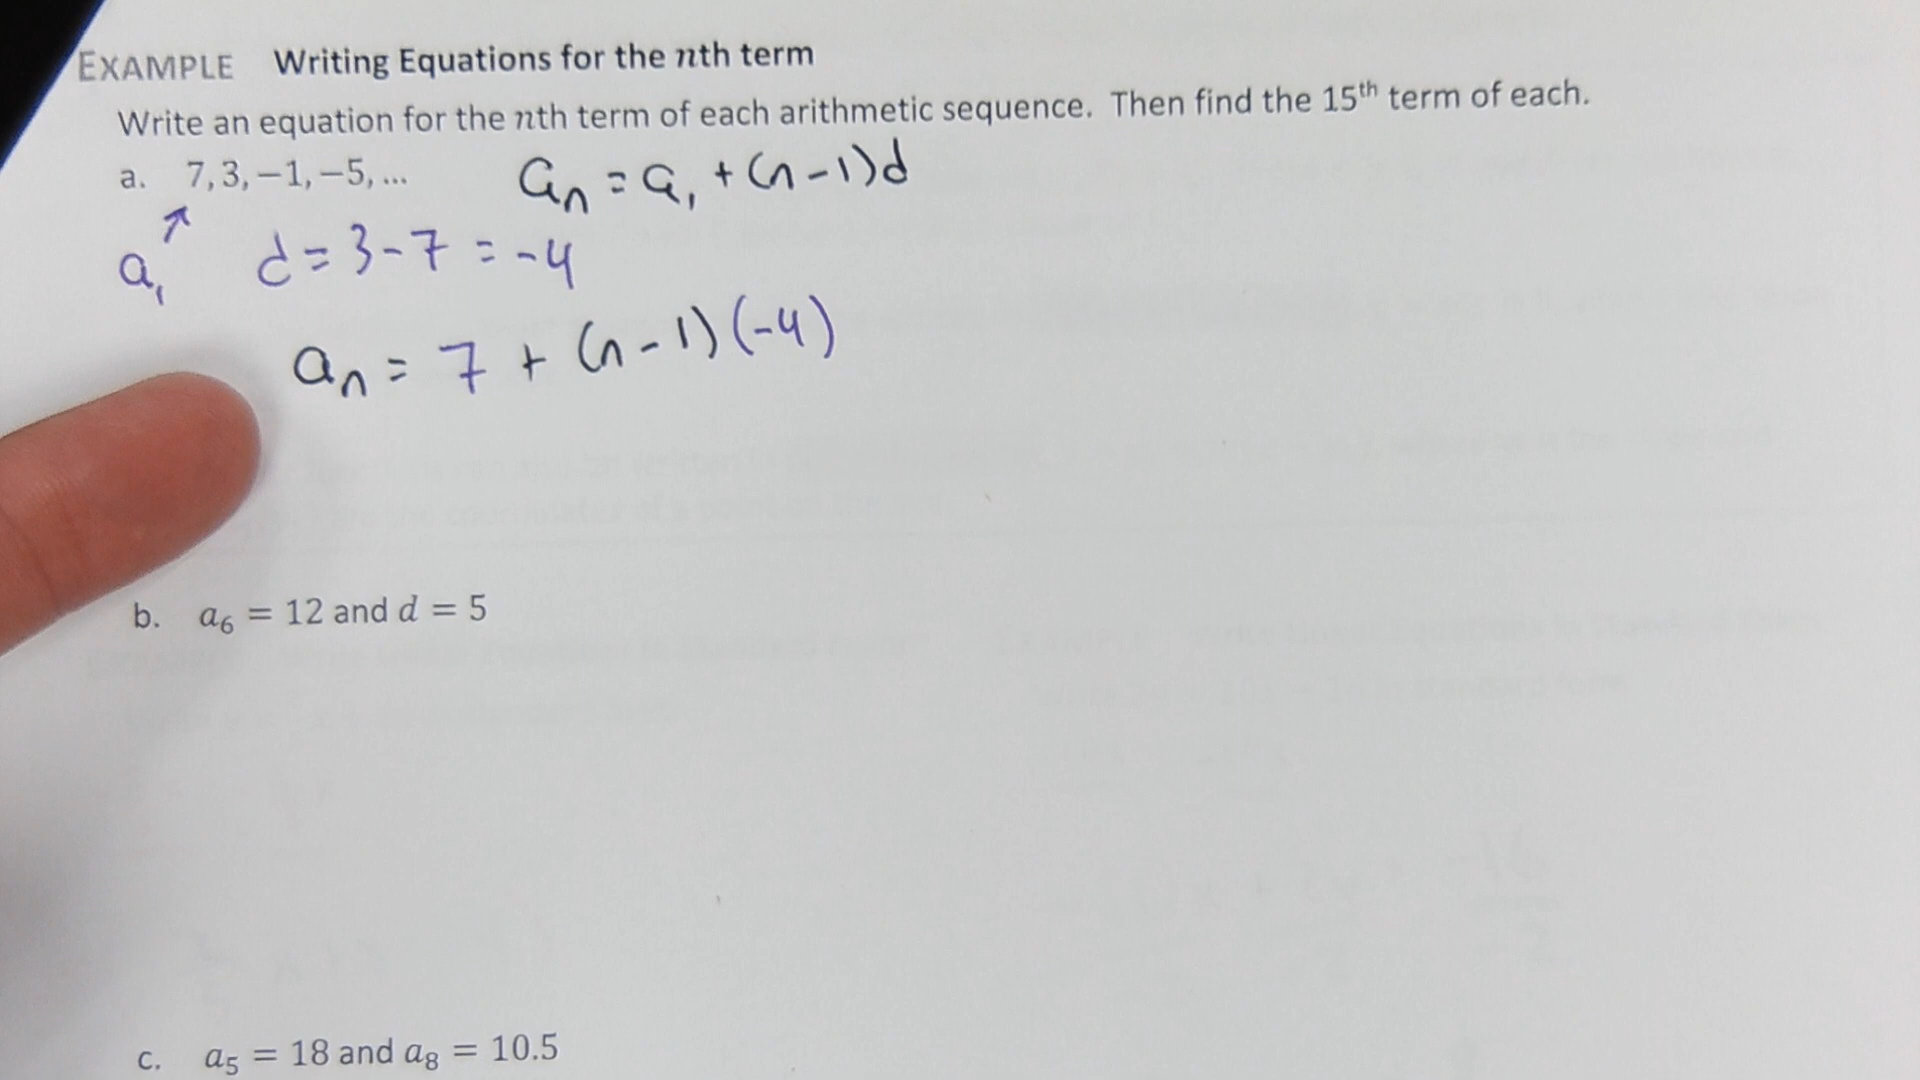 EXAMPLE Writing Equations for the nth term
Write an equation for the nth term of each arithmetic sequence. Then find the 15th term of each.
a. 7, 3, −1, −5, ...
aₙ = a₁ + (n − 1)d
a₁ d = 3 - 7 = -4
aₙ = 7 + (n - 1)(-4)
b. a₆ = 12 and d = 5
c. a₅ = 18 and a₈ = 10.5